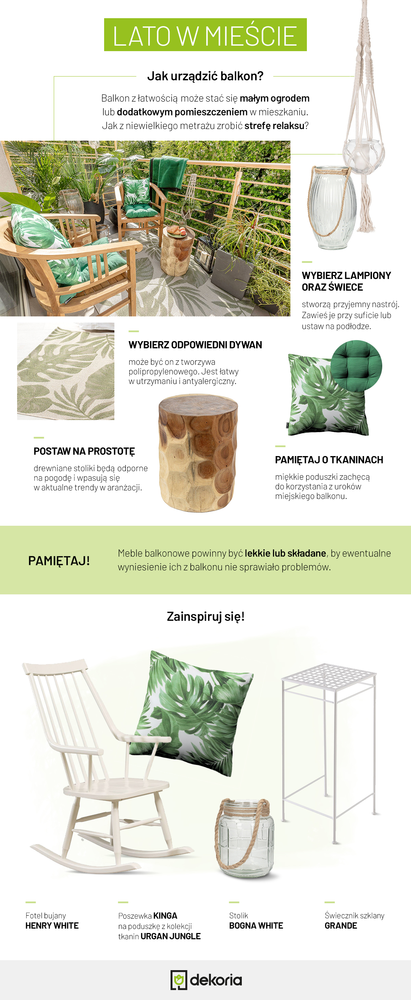 LATO W MIEŚCIE
Jak urządzić balkon?
Balkon z łatwością może stać się małym ogrodem
lub dodatkowym pomieszczeniem w mieszkaniu.
Jak z niewielkiego metrażu zrobić strefę relaksu?
WYBIERZ LAMPIONY
ORAZ ŚWIECE
stworzą przyjemny nastrój.
Zawieś je przy suficie lub
ustaw na podłodze.
WYBIERZ ODPOWIEDNI DYWAN
może być on z tworzywa
polipropylenowego. Jest łatwy
w utrzymaniu i antyalergiczny.
POSTAW NA PROSTOTĘ
drewniane stoliki będą odporne
na pogodę i wpasują się
w aktualne trendy w aranżacji.
PAMIĘTAJ O TKANINACH
miękkie poduszki zachęcą
do korzystania z uroków
miejskiego balkonu.
PAMIĘTAJ!
Meble balkonowe powinny być lekkie lub składane, by ewentualne
wyniesienie ich z balkonu nie sprawiało problemów.
Zainspiruj się!
Fotel bujany
HENRY WHITE
Poszewka KINGA
na poduszkę z kolekcji
tkanin URGAN JUNGLE
Stolik
BOGNA WHITE
Świecznik szklany
GRANDE
dekoria